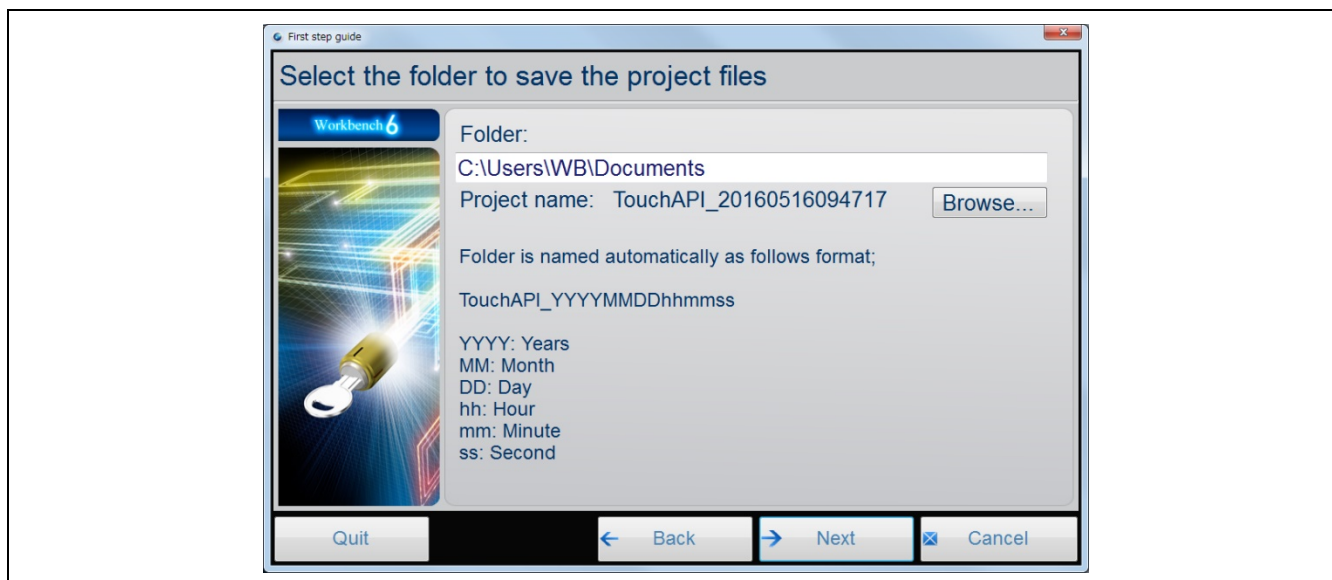 First step guide
Select the folder to save the project files
Workbench 6
Folder:
C:\Users\WB\Documents
Project name: TouchAPI_20160516094717 Browse...
Folder is named automatically as follows format;
TouchAPI_YYYYMMDDhhmmss
YYYY: Years
MM: Month
DD: Day
hh: Hour
mm: Minute
ss: Second
Quit Back Next Cancel